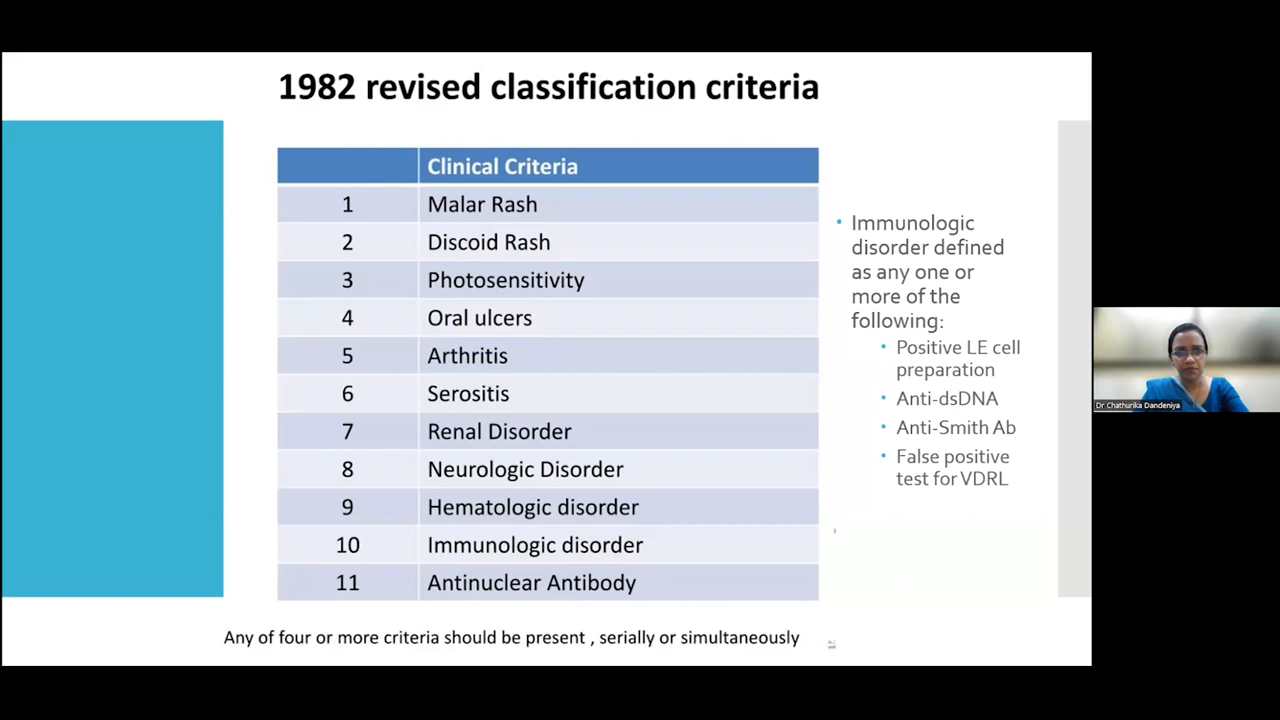 1982 revised classification criteria
Clinical Criteria
1 Malar Rash
2 Discoid Rash
3 Photosensitivity
4 Oral ulcers
5 Arthritis
6 Serositis
7 Renal Disorder
8 Neurologic Disorder
9 Hematologic disorder
10 Immunologic disorder
11 Antinuclear Antibody
Any of four or more criteria should be present , serially or simultaneously
• Immunologic
disorder defined
as any one or
more of the
following:
• Positive LE cell
preparation
• Anti-dsDNA
• Anti-Smith Ab
• False positive
test for VDRL
Dr Chathurika Dandeniya